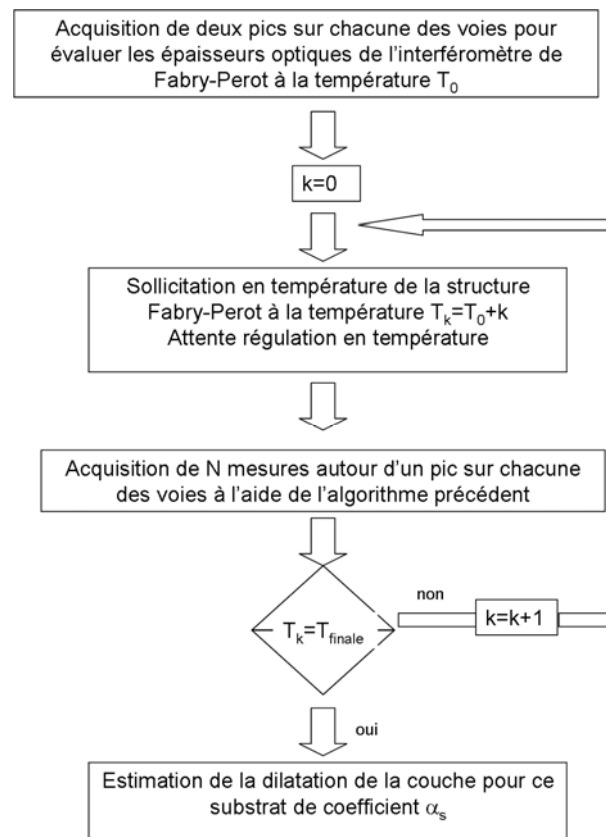 Acquisition de deux pics sur chacune des voies pour
évaluer les épaisseurs optiques de l'interféromètre de
Fabry-Perot à la température T₀
k=0
Sollicitation en température de la structure
Fabry-Perot à la température Tₖ=T₀+k
Attente régulation en température
Acquisition de N mesures autour d'un pic sur chacune
des voies à l'aide de l'algorithme précédent
non
Tₖ=T_finale
k=k+1
oui
Estimation de la dilatation de la couche pour ce
substrat de coefficient αₛ